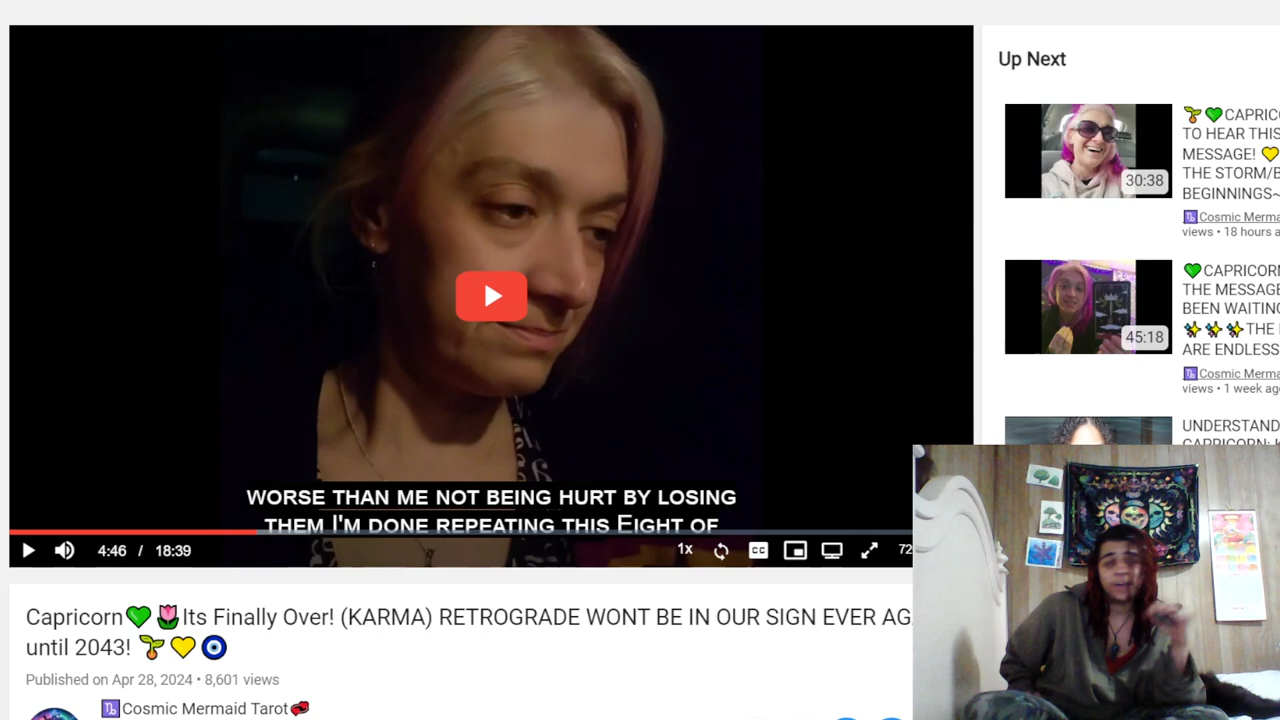 Up Next
WORSE THAN ME NOT BEING HURT BY LOSING
THEM I'M DONE REPEATING THIS EIGHT OF
4:46 / 18:39
1x
CC
72
Capricorn💚🌷Its Finally Over! (KARMA) RETROGRADE WONT BE IN OUR SIGN EVER
until 2043! 🌱💛🧿
Published on Apr 28, 2024 • 8,601 views
♑Cosmic Mermaid Tarot💋
30:38
🌱💚CAPRIC
TO HEAR THIS
MESSAGE! 💛
THE STORM/B
BEGINNINGS~
♑Cosmic Merma
views • 18 hours a
45:18
💚CAPRICORN
THE MESSAGE
BEEN WAITING
✨✨✨THE
ARE ENDLESS
♑Cosmic Merma
views • 1 week ag
UNDERSTAND